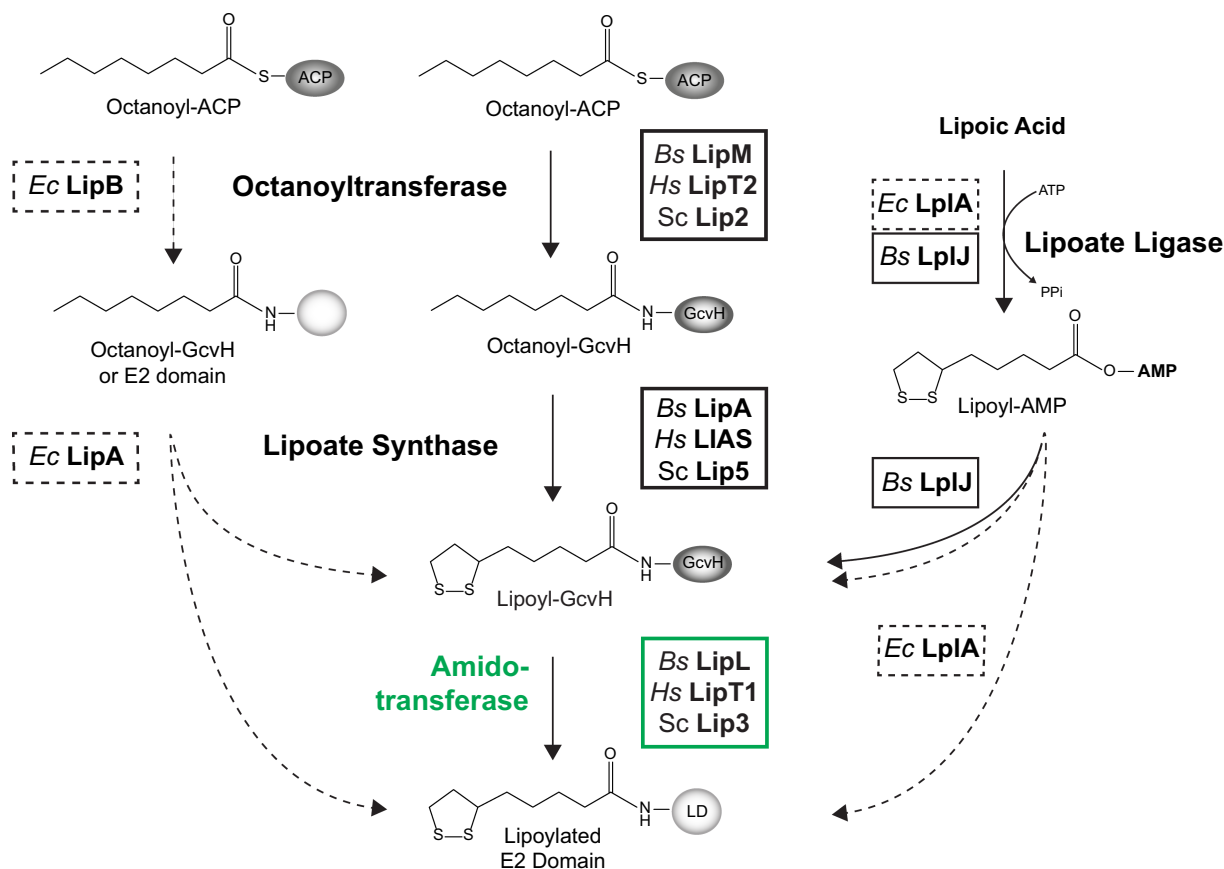 O
S
ACP
Octanoyl-ACP
O
S
ACP
Octanoyl-ACP
Ec LipB
Octanoyltransferase
Bs LipM
Hs LipT2
Sc Lip2
Lipoic Acid
Ec LplA
Bs LplJ
ATP
Lipoate Ligase
PPi
O
N
H
Octanoyl-GcvH
or E2 domain
O
N
H
GcvH
Octanoyl-GcvH
O
O
AMP
S
S
Lipoyl-AMP
Ec LipA
Lipoate Synthase
Bs LipA
Hs LIAS
Sc Lip5
Bs LplJ
O
N
H
GcvH
S
S
Lipoyl-GcvH
Ec LplA
Amido-
transferase
Bs LipL
Hs LipT1
Sc Lip3
O
N
H
LD
S
S
Lipoylated
E2 Domain